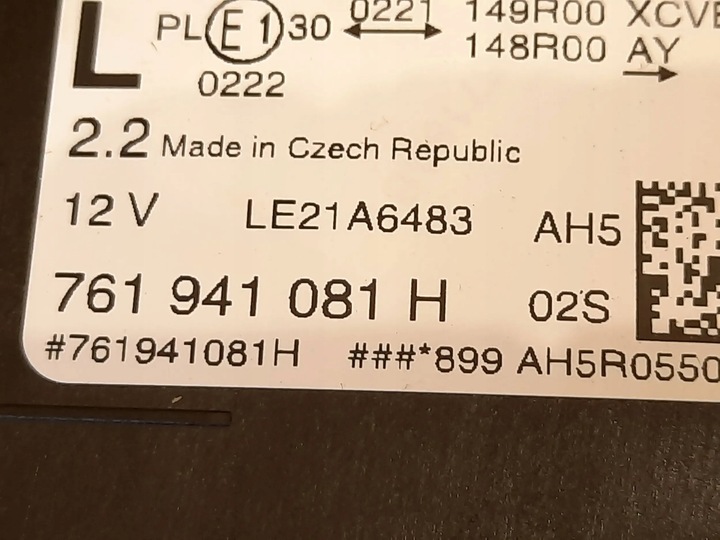 L PL E1 30 0221 149R00 XCVE
148R00 AY
0222
2.2 Made in Czech Republic
12 V LE21A6483 AH5
761 941 081 H 02S
#761941081H ###*899 AH5R0550